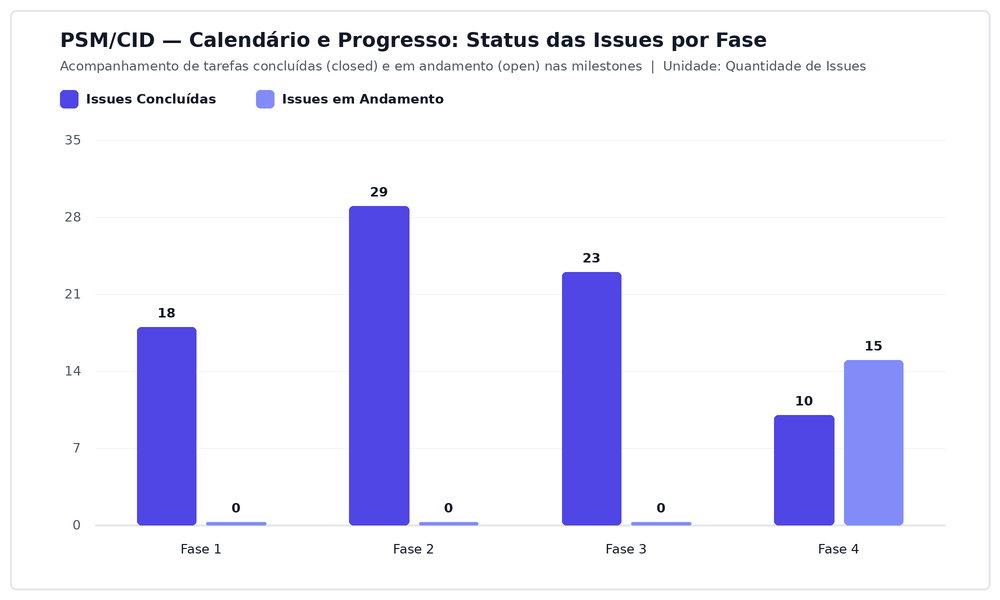 PSM/CID — Calendário e Progresso: Status das Issues por Fase
Acompanhamento de tarefas concluídas (closed) e em andamento (open) nas milestones | Unidade: Quantidade de Issues
Issues Concluídas
Issues em Andamento
35
28
21
14
7
0
18
0
29
0
23
0
10
15
Fase 1
Fase 2
Fase 3
Fase 4